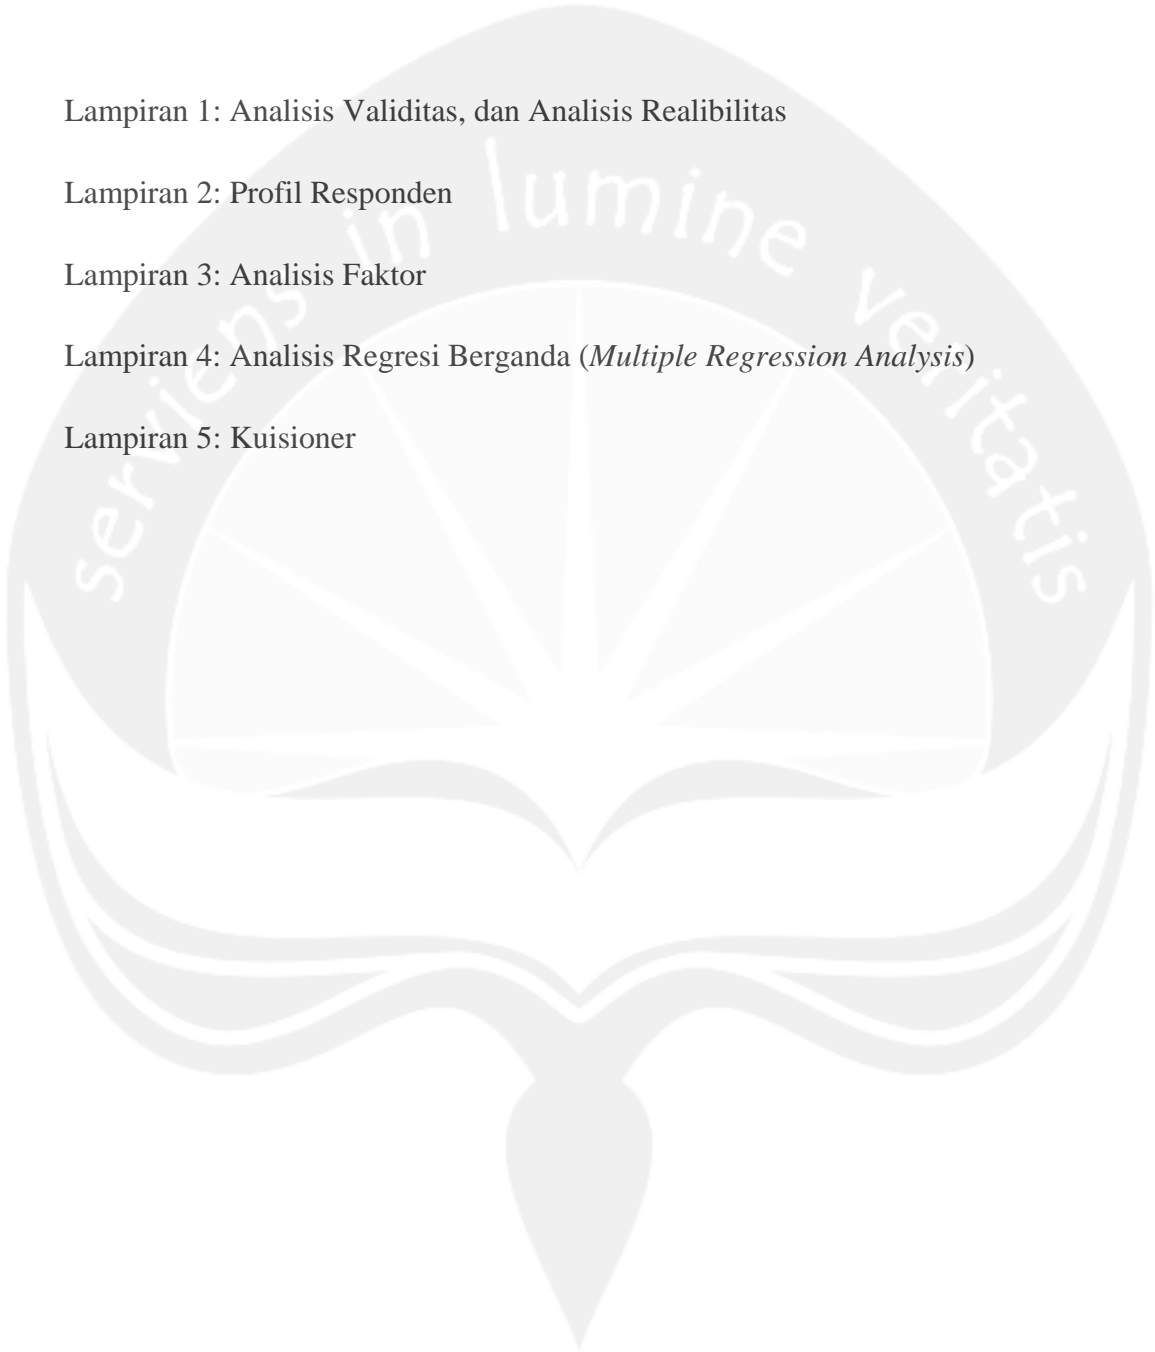 Lampiran 1: Analisis Validitas, dan Analisis Realibilitas
Lampiran 2: Profil Responden
Lampiran 3: Analisis Faktor
Lampiran 4: Analisis Regresi Berganda (Multiple Regression Analysis)
Lampiran 5: Kuisioner
serviens in lumine veritatis